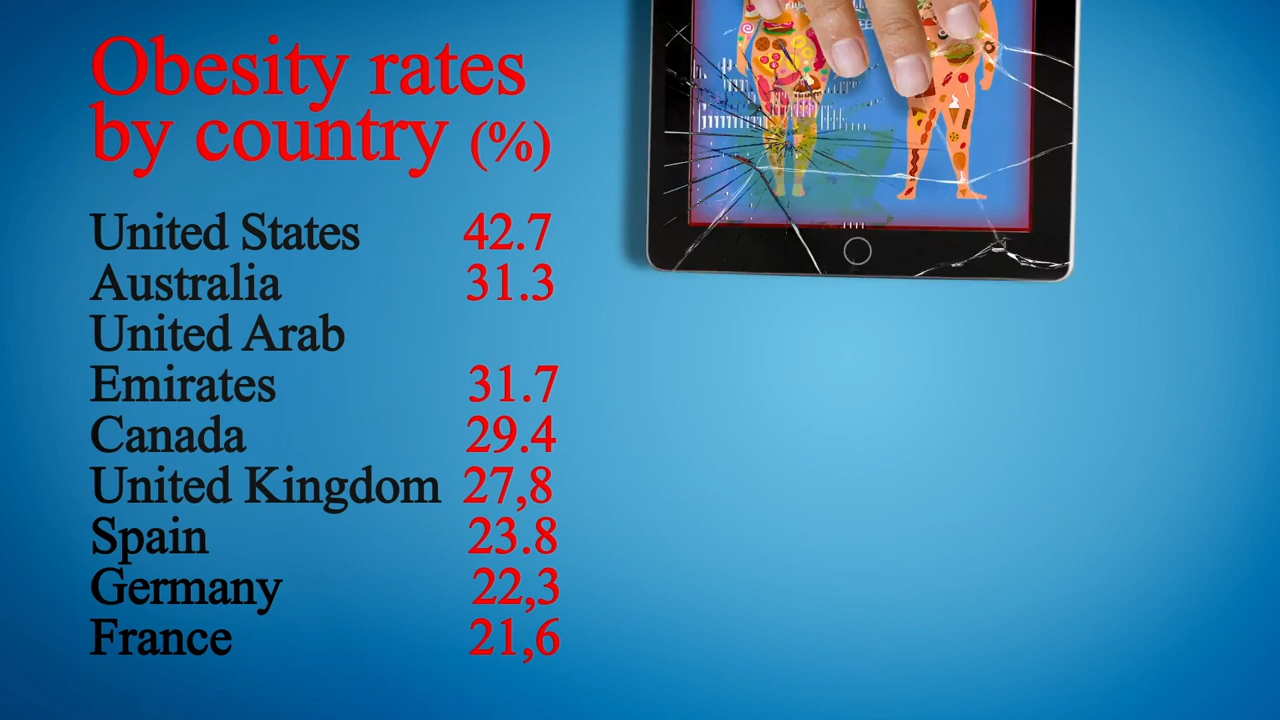 Obesity rates
by country (%)
United States 42.7
Australia 31.3
United Arab
Emirates 31.7
Canada 29.4
United Kingdom 27,8
Spain 23.8
Germany 22,3
France 21,6